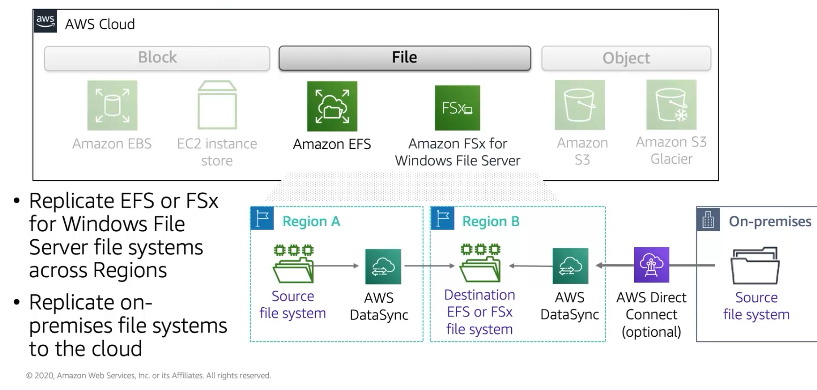 aws
AWS Cloud
Block
File
Object
Amazon EBS
EC2 instance
store
Amazon EFS
FSx
Amazon FSx for
Windows File Server
Amazon
S3
Amazon S3
Glacier
• Replicate EFS or FSx
for Windows File
Server file systems
across Regions
• Replicate on-
premises file systems
to the cloud
Region A
Source
file system
AWS
DataSync
Region B
Destination
EFS or FSx
file system
AWS
DataSync
AWS Direct
Connect
(optional)
On-premises
Source
file system
© 2020, Amazon Web Services, Inc. or its Affiliates. All rights reserved.